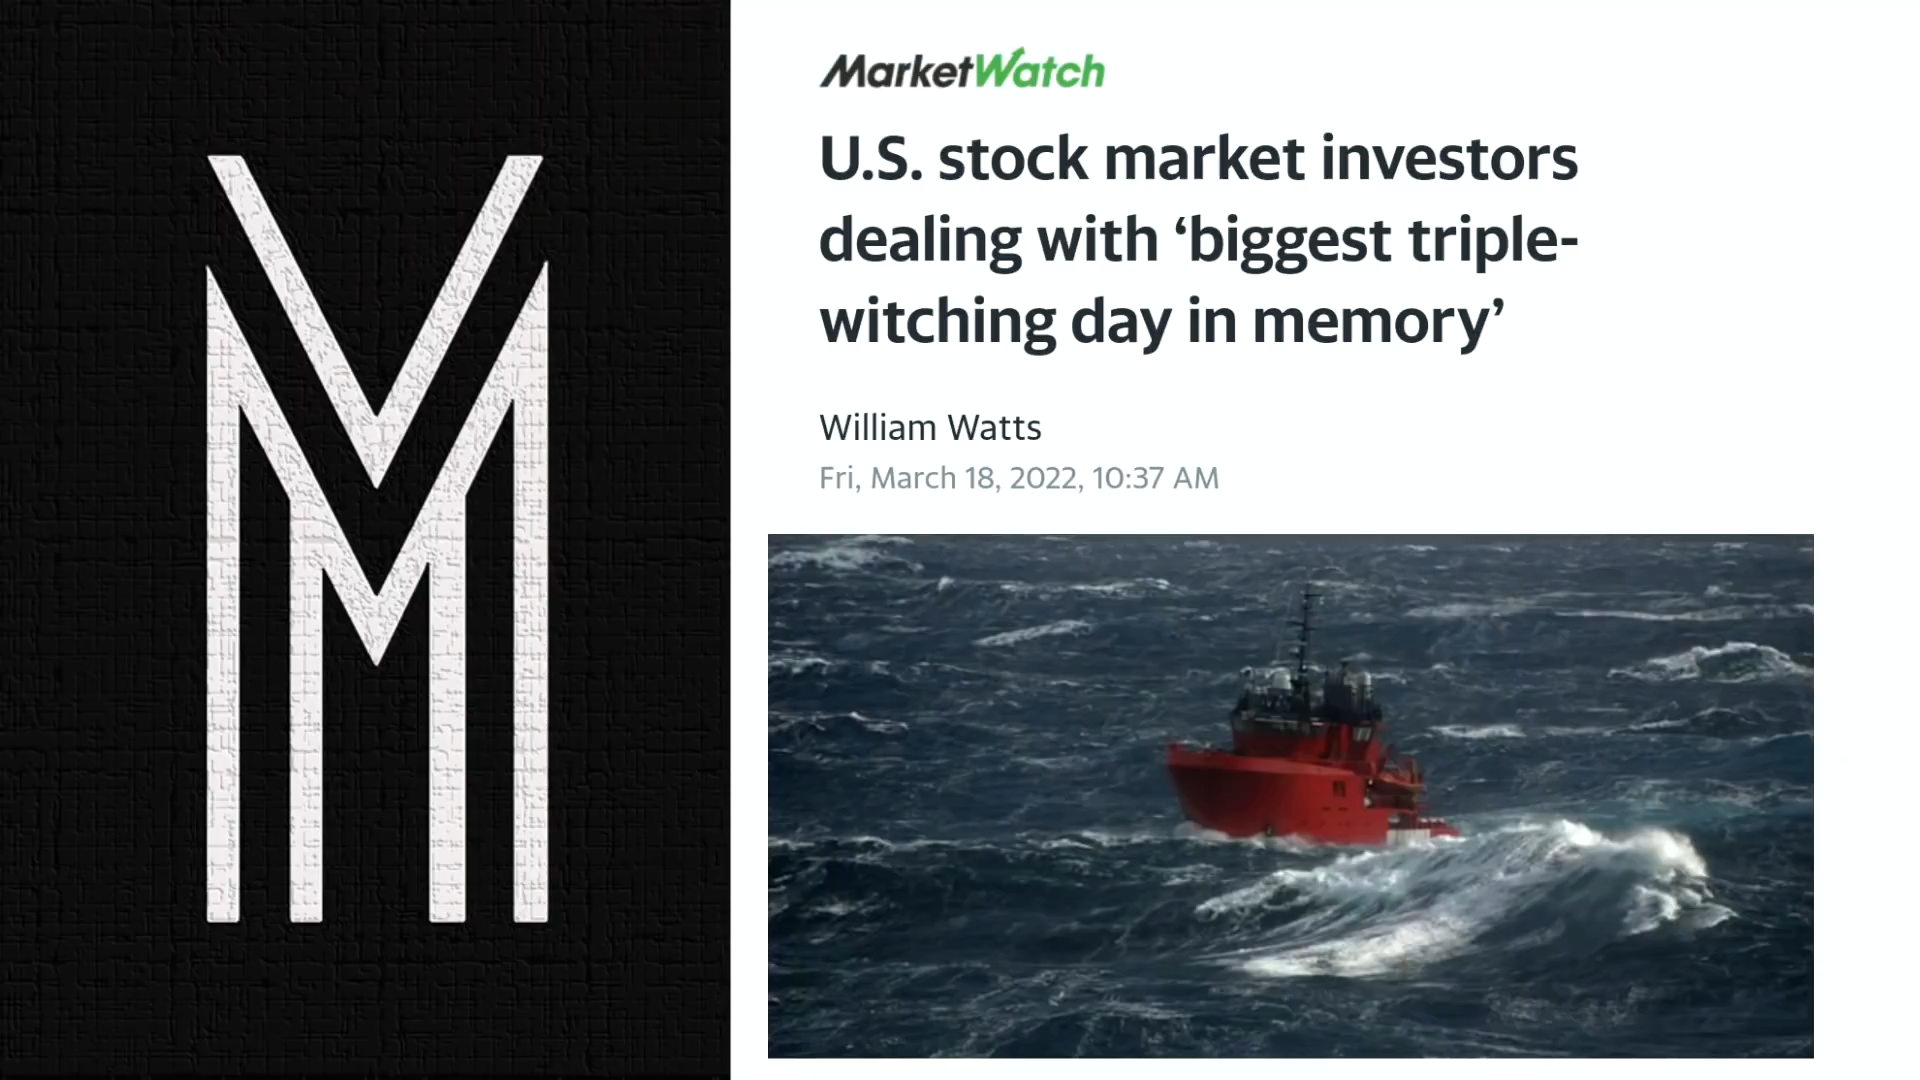 MarketWatch
U.S. stock market investors
dealing with ‘biggest triple-
witching day in memory’
William Watts
Fri, March 18, 2022, 10:37 AM